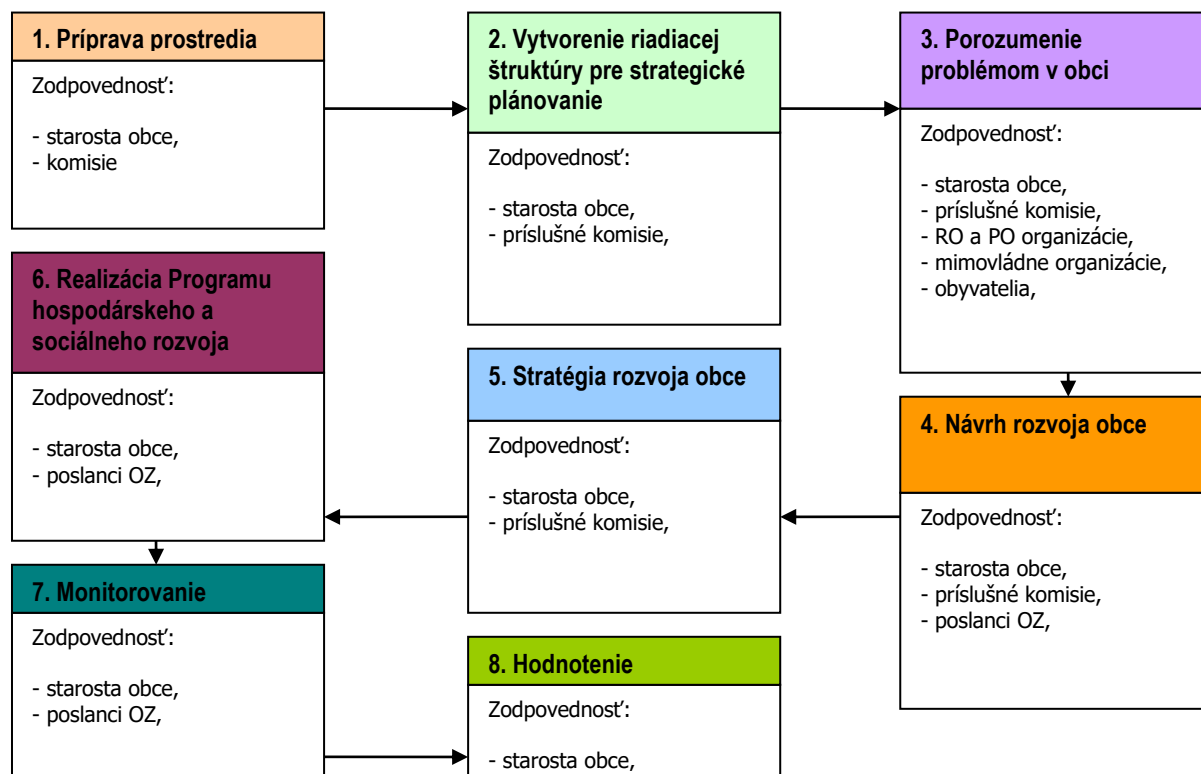 1. Príprava prostredia
Zodpovednosť:
- starosta obce,
- komisie
2. Vytvorenie riadiacej
štruktúry pre strategické
plánovanie
Zodpovednosť:
- starosta obce,
- príslušné komisie,
3. Porozumenie
problémom v obci
Zodpovednosť:
- starosta obce,
- príslušné komisie,
- RO a PO organizácie,
- mimovládne organizácie,
- obyvatelia,
4. Návrh rozvoja obce
Zodpovednosť:
- starosta obce,
- príslušné komisie,
- poslanci OZ,
5. Stratégia rozvoja obce
Zodpovednosť:
- starosta obce,
- príslušné komisie,
6. Realizácia Programu
hospodárskeho a
sociálneho rozvoja
Zodpovednosť:
- starosta obce,
- poslanci OZ,
7. Monitorovanie
Zodpovednosť:
- starosta obce,
- poslanci OZ,
8. Hodnotenie
Zodpovednosť:
- starosta obce,